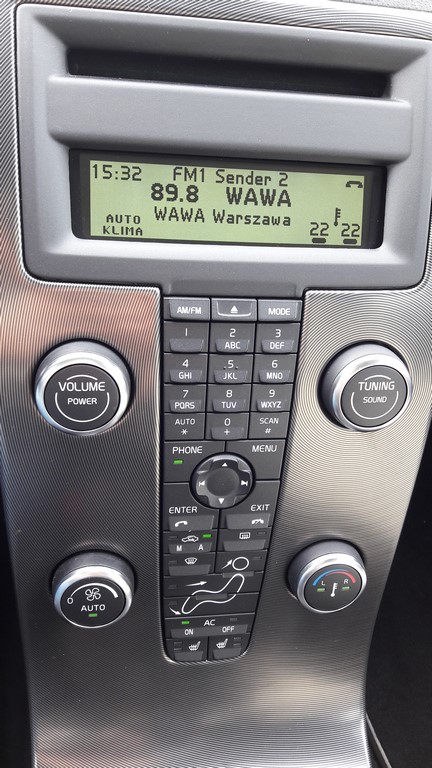 15:32 FM1 Sender 2
89.8 WAWA
AUTO WAWA Warszawa
KLIMA 22 22
AM/FM MODE
1 2 3
ABC DEF
4 5 6
GHI JKL MNO
7 8 9
PQRS TUV WXYZ
AUTO 0 SCAN
* + #
VOLUME
POWER
TUNING
SOUND
PHONE MENU
ENTER EXIT
M A
O AUTO
L R
AC
ON OFF